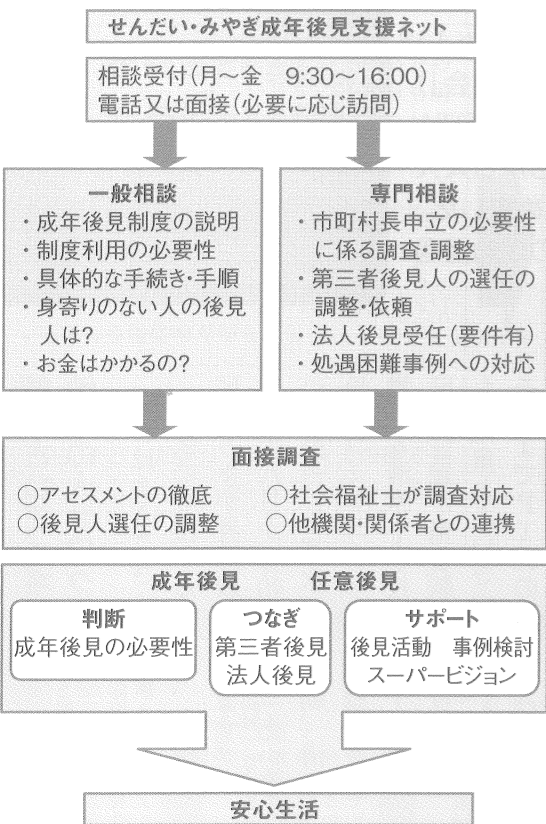 せんだい・みやぎ成年後見支援ネット
相談受付（月～金　9:30～16:00）
電話又は面接（必要に応じ訪問）
一般相談
・成年後見制度の説明
・制度利用の必要性
・具体的な手続き・手順
・身寄りのない人の後見
人は?
・お金はかかるの?
専門相談
・市町村長申立の必要性
に係る調査・調整
・第三者後見人の選任の
調整・依頼
・法人後見受任（要件有）
・処遇困難事例への対応
面接調査
○アセスメントの徹底　○社会福祉士が調査対応
○後見人選任の調整　○他機関・関係者との連携
成年後見　任意後見
判断
成年後見の必要性
つなぎ
第三者後見
法人後見
サポート
後見活動　事例検討
スーパービジョン
安心生活